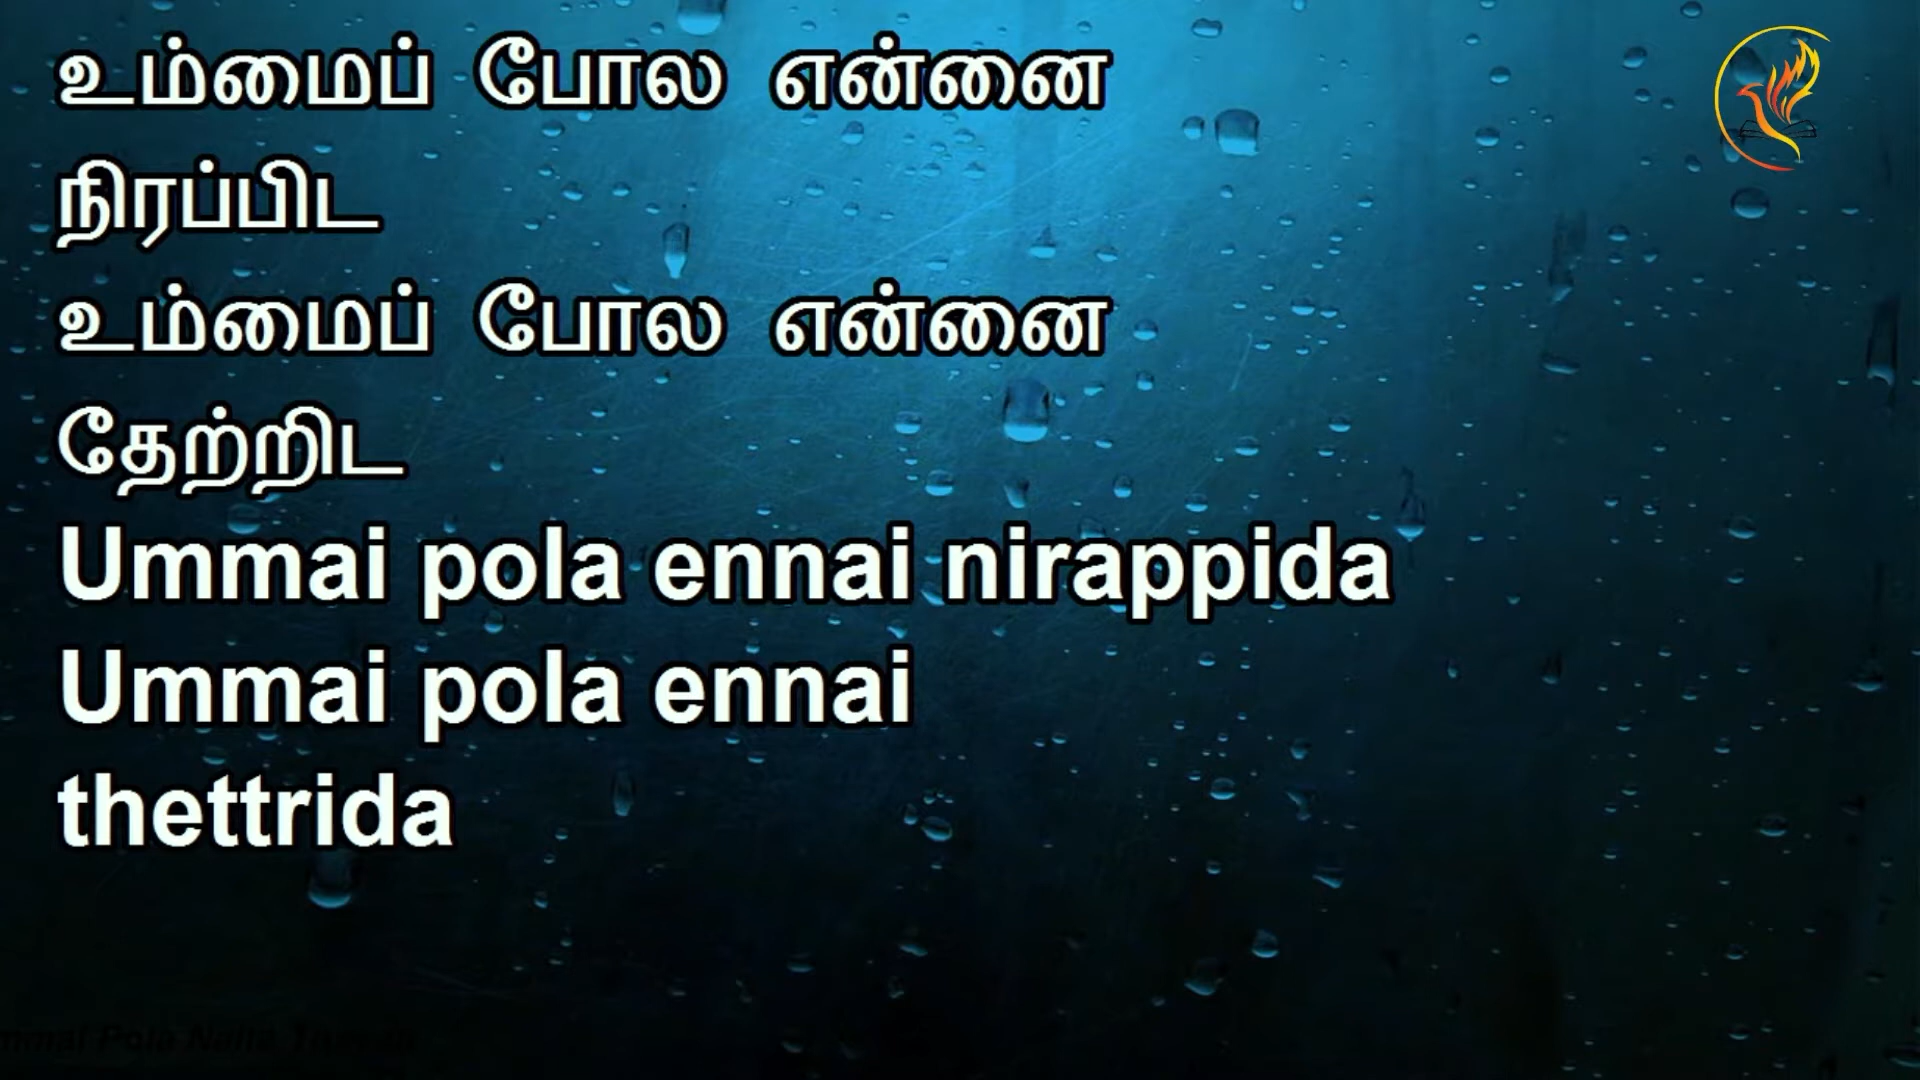 உம்மைப் போல என்னை
நிரப்பிட
உம்மைப் போல என்னை
தேற்றிட
Ummai pola ennai nirappida
Ummai pola ennai
thettrida